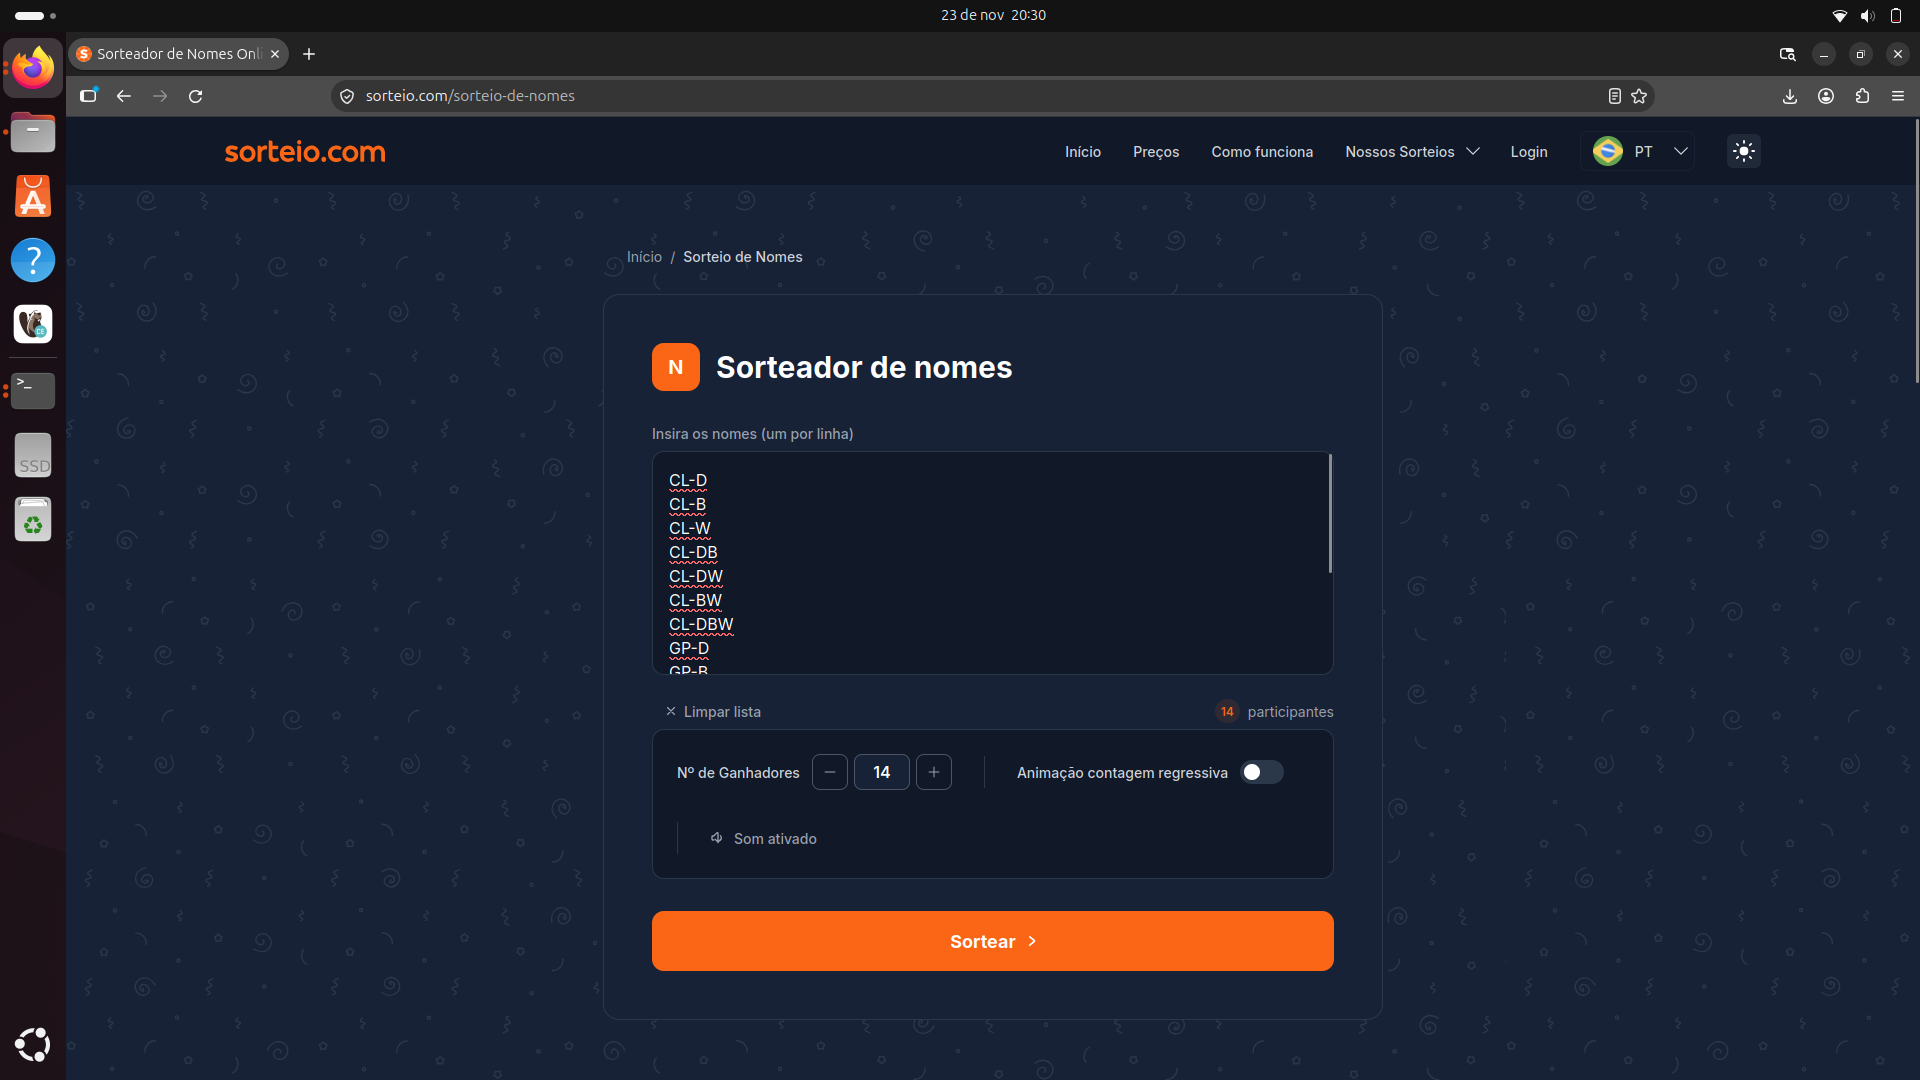 23 de nov 20:30
Sorteador de Nomes Onli
sorteio.com/sorteio-de-nomes
sorteio.com
Início
Preços
Como funciona
Nossos Sorteios
Login
PT
Início / Sorteio de Nomes
N
Sorteador de nomes
Insira os nomes (um por linha)
CL-D
CL-B
CL-W
CL-DB
CL-DW
CL-BW
CL-DBW
GP-D
GP-B
Limpar lista
14 participantes
Nº de Ganhadores
14
Animação contagem regressiva
Som ativado
Sortear
SSD